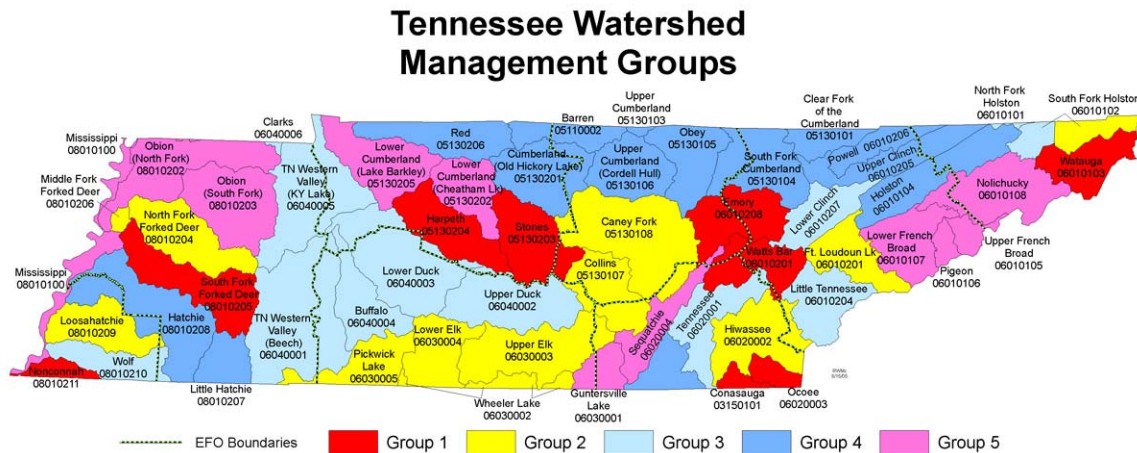 Tennessee Watershed
Management Groups
Mississippi
08010100
Middle Fork
Forked Deer
08010206
Mississippi
08010100
Obion
(North Fork)
08010202
Obion
(South Fork)
08010203
North Fork
Forked Deer
08010204
South Fork
Forked Deer
08010205
Hatchie
08010208
Loosahatchie
08010209
Wolf
08010210
Nonconnah
08010211
Little Hatchie
08010207
Clarks
06040006
TN Western
Valley
(KY Lake)
06040005
TN Western
Valley
(Beech)
06040001
Lower
Cumberland
(Lake Barkley)
05130205
Red
05130206
Lower
Cumberland
(Cheatham Lk)
05130202
Harpeth
05130204
Stones
05130203
Cumberland
(Old Hickory Lake)
05130201
Lower Duck
06040003
Upper Duck
06040002
Buffalo
06040004
Lower Elk
06030004
Upper Elk
06030003
Pickwick
Lake
06030005
Wheeler Lake
06030002
Guntersville
Lake
06030001
Barren
05110002
Upper
Cumberland
05130103
Upper
Cumberland
(Cordell Hull)
05130106
Obey
05130105
Caney Fork
05130108
Collins
05130107
Clear Fork
of the
Cumberland
05130101
South Fork
Cumberland
05130104
Emory
06010208
Watts Bar
06010201
Sequatchie
06020004
Tennessee
06020001
Hiwassee
06020002
Conasauga
03150101
Ocoee
06020003
Powell 06010206
Upper Clinch
06010205
Lower Clinch
06010207
Holston
06010104
North Fork
Holston
06010101
South Fork Holston
06010102
Watauga
06010103
Nolichucky
06010108
Lower French
Broad
06010107
Ft. Loudoun Lk
06010201
Little Tennessee
06010204
Pigeon
06010106
Upper French
Broad
06010105
EFO Boundaries
Group 1
Group 2
Group 3
Group 4
Group 5